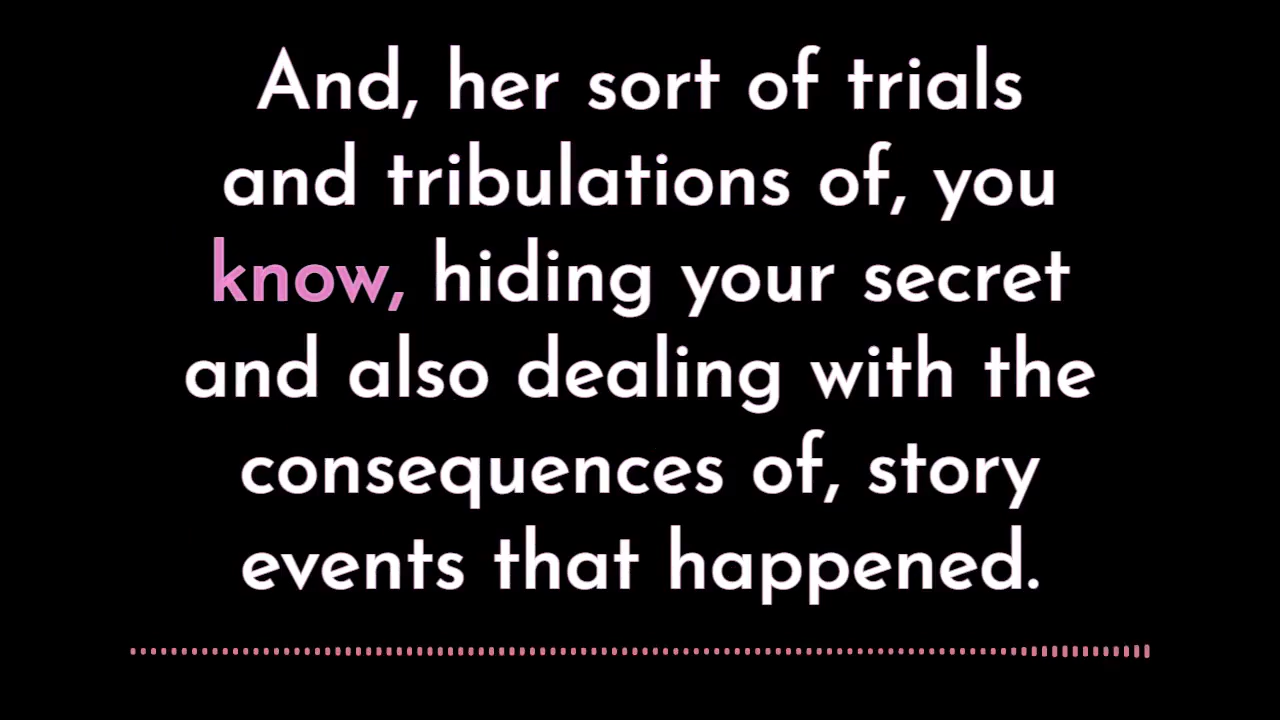 And, her sort of trials
and tribulations of, you
know, hiding your secret
and also dealing with the
consequences of, story
events that happened.